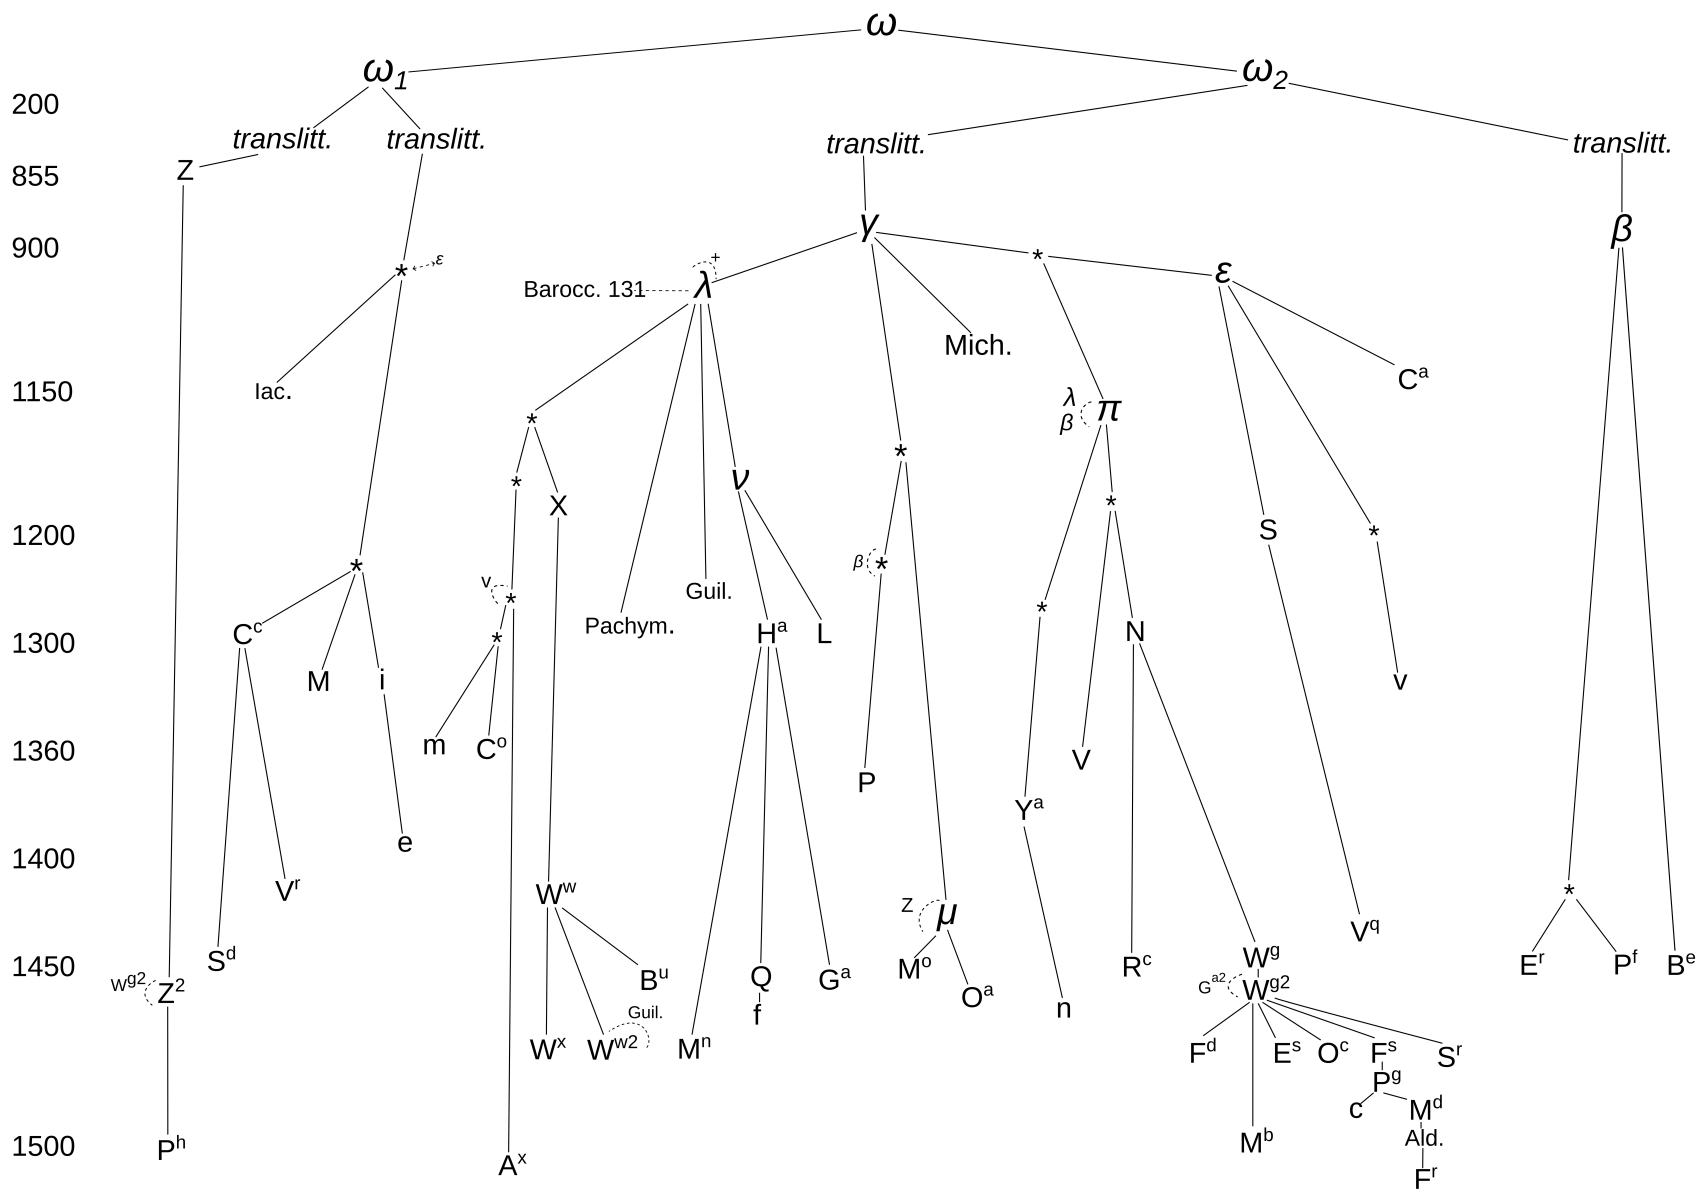 ω
ω1 ω2
200
translitt. translitt. translitt. translitt.
855 Z
900 γ β
* ε
Barocc. 131 λ + * ε
Mich.
1150 Iac. Ca
λ β π
* *
* X ν *
1200 β * S *
*
v * Guil. *
Pachym.
1300 Cc * Ha L N
M i v
1360 m Co V
P
Ya
1400 e
Vr Ww * 
Z μ Vq
1450 Sd Bu Q Ga Mo Rc Wg Er Pf Be
Wg2 Z2 f Oa n Ga2 Wg2
Guil.
Wx Ww2 Mn Fd Es Oc Fs Sr
Pg
c Md
1500 Ph Mb Ald.
Ax Fr